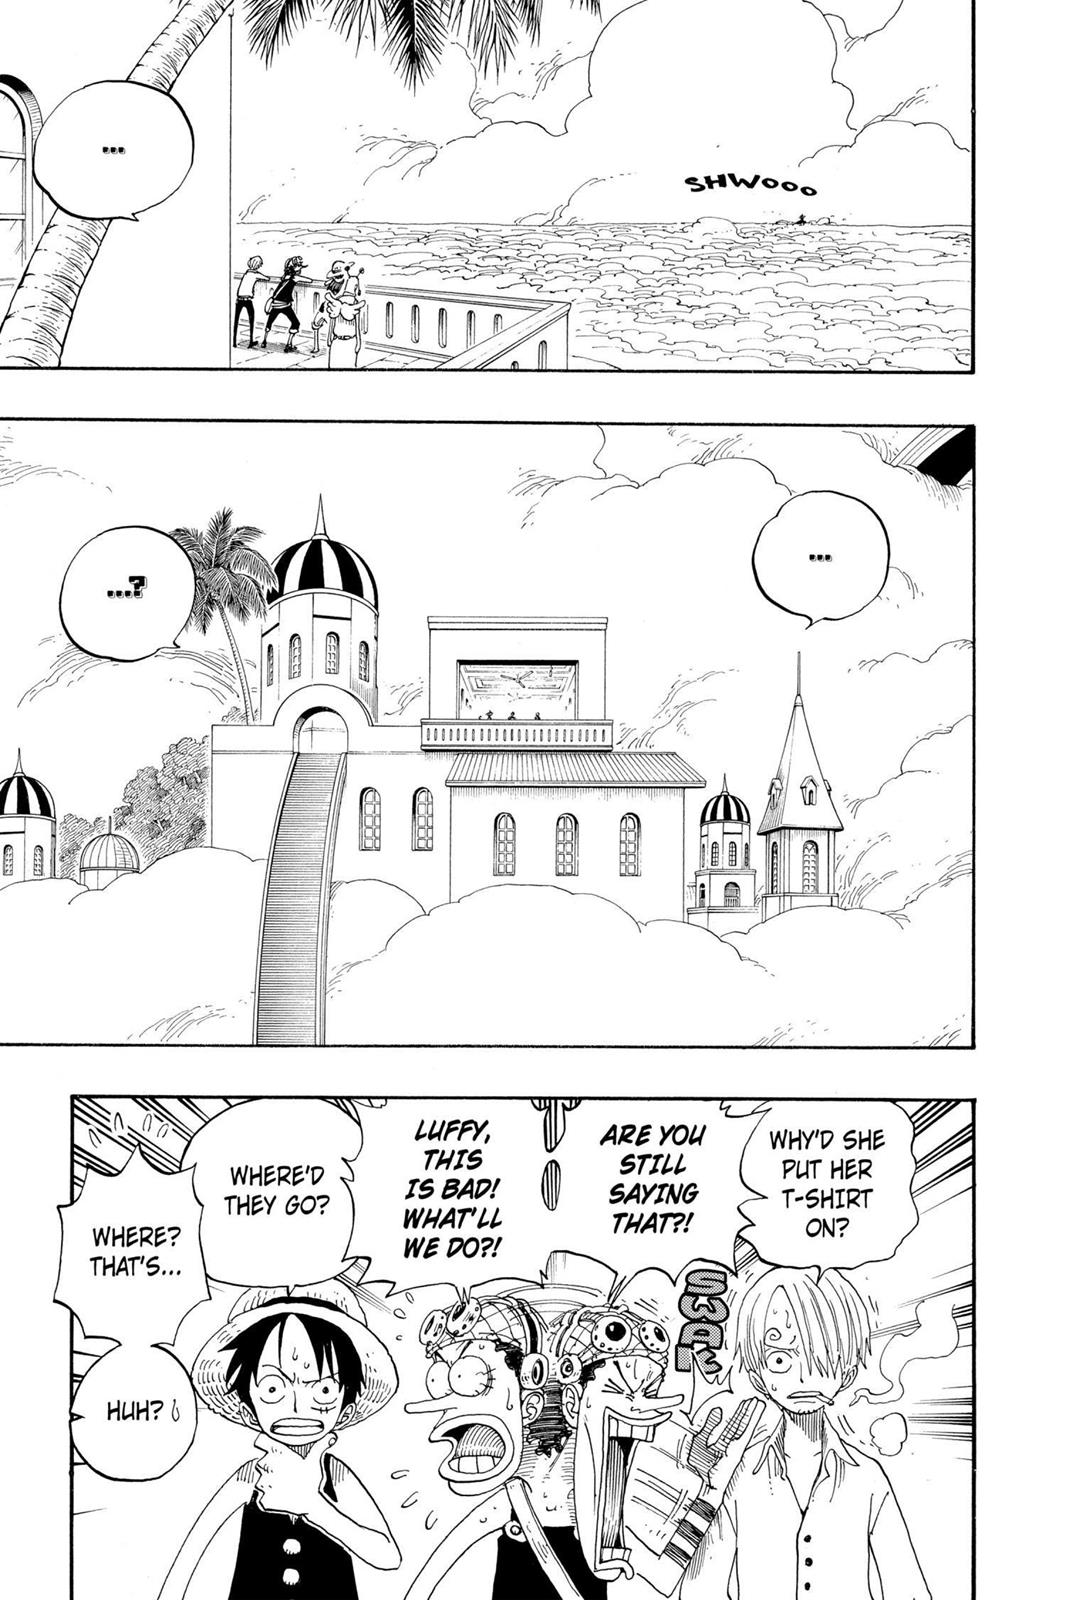 SHWOOO
...
...
....?
WHY'D SHE
PUT HER
T-SHIRT
ON?
ARE YOU
STILL
SAYING
THAT?!
SWAK
LUFFY,
THIS
IS BAD!
WHAT'LL
WE DO?!
WHERE'D
THEY GO?
WHERE?
THAT'S...
HUH?